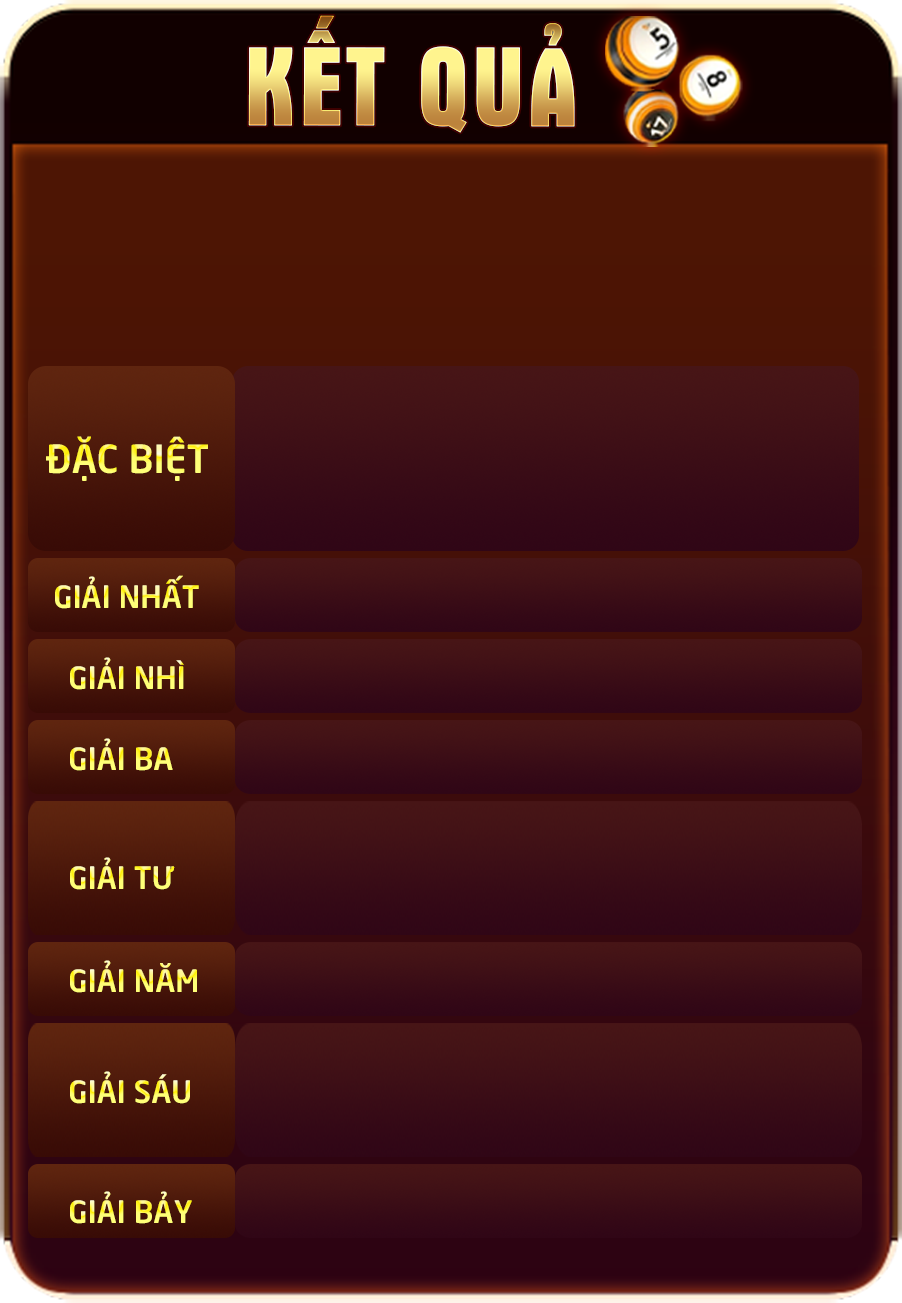 KẾT QUẢ
5
8
17
ĐẶC BIỆT
GIẢI NHẤT
GIẢI NHÌ
GIẢI BA
GIẢI TƯ
GIẢI NĂM
GIẢI SÁU
GIẢI BẢY